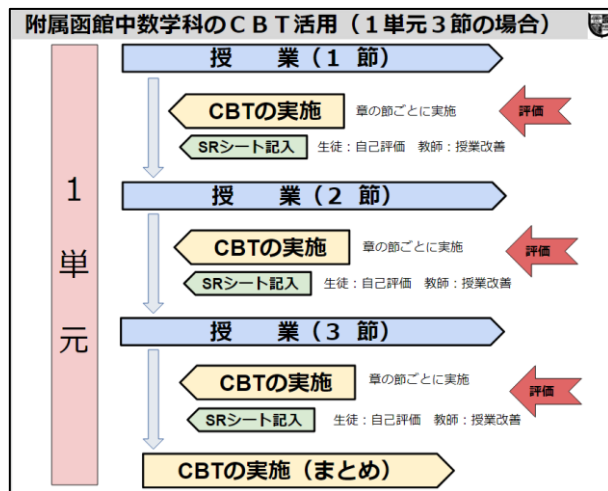 附属函館中数学科のＣＢＴ活用（１単元３節の場合）
１単元
授　業（１ 節）
CBTの実施　章の節ごとに実施　評価
SRシート記入　生徒：自己評価　教師：授業改善
授　業（２ 節）
CBTの実施　章の節ごとに実施　評価
SRシート記入　生徒：自己評価　教師：授業改善
授　業（３ 節）
CBTの実施　章の節ごとに実施　評価
SRシート記入　生徒：自己評価　教師：授業改善
CBTの実施（まとめ）